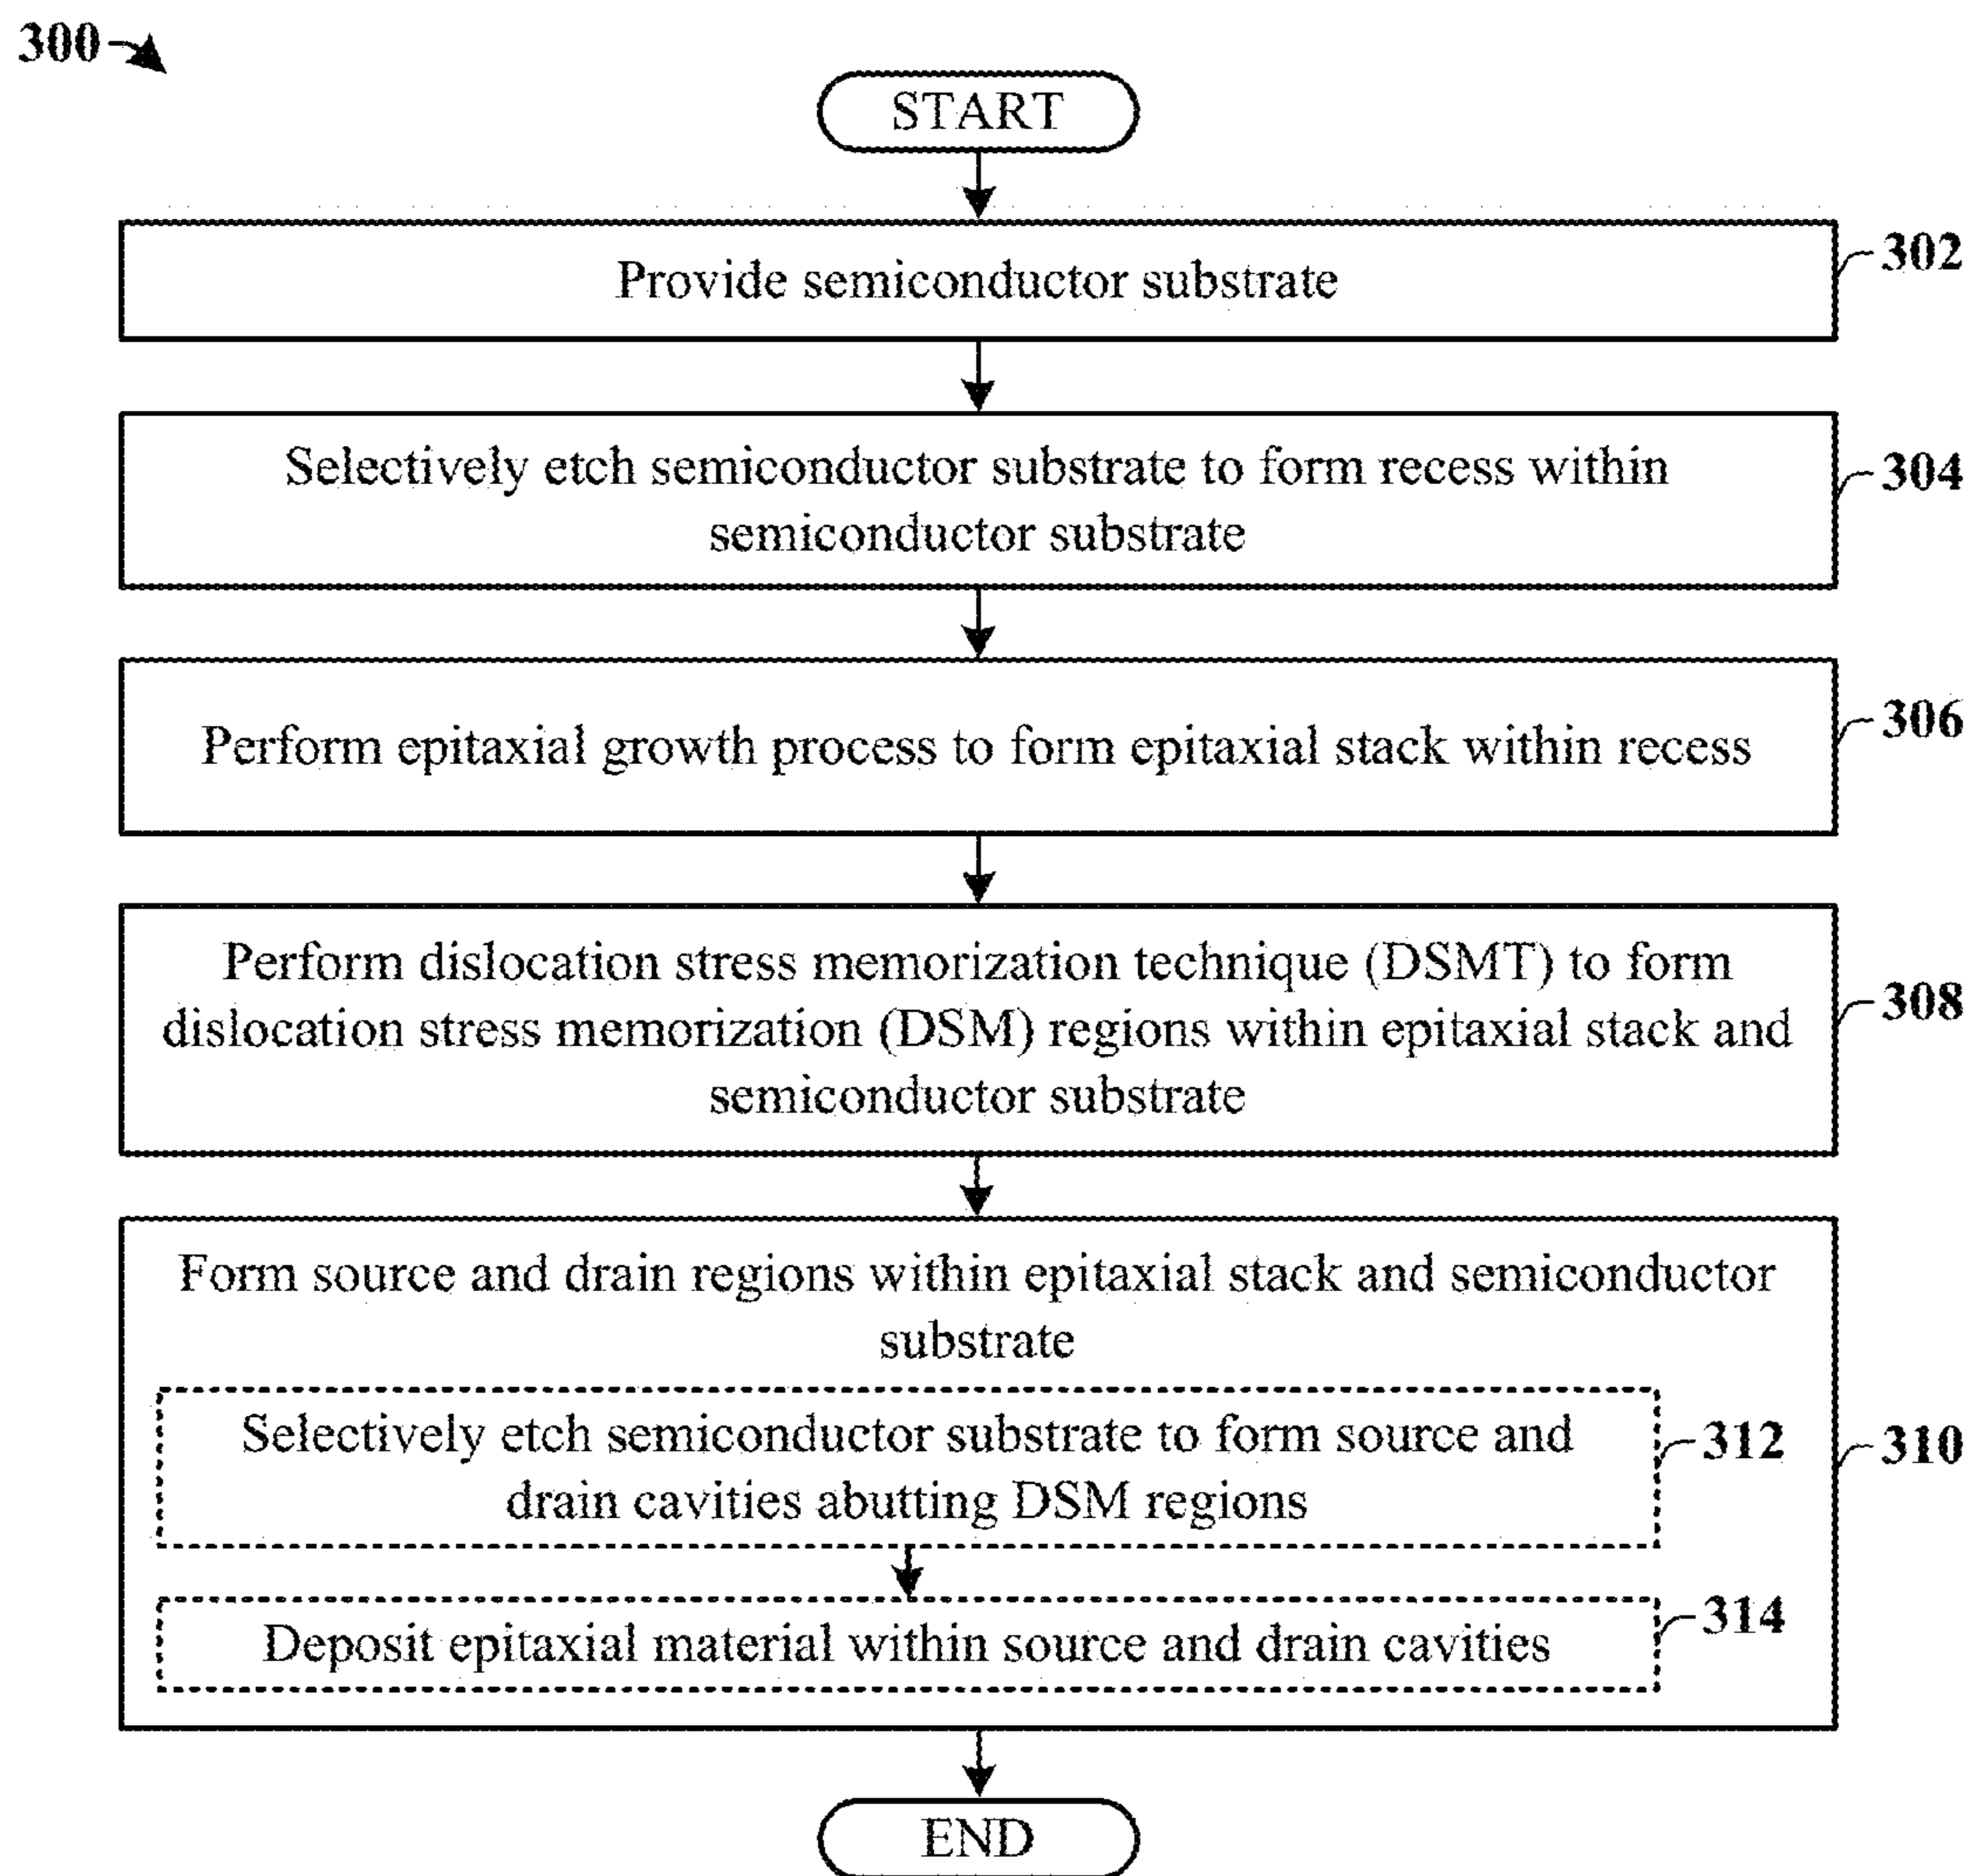 300
START
Provide semiconductor substrate
302
Selectively etch semiconductor substrate to form recess within
semiconductor substrate
304
Perform epitaxial growth process to form epitaxial stack within recess
306
Perform dislocation stress memorization technique (DSMT) to form
dislocation stress memorization (DSM) regions within epitaxial stack and
semiconductor substrate
308
Form source and drain regions within epitaxial stack and semiconductor
substrate
310
Selectively etch semiconductor substrate to form source and
drain cavities abutting DSM regions
312
Deposit epitaxial material within source and drain cavities
314
END